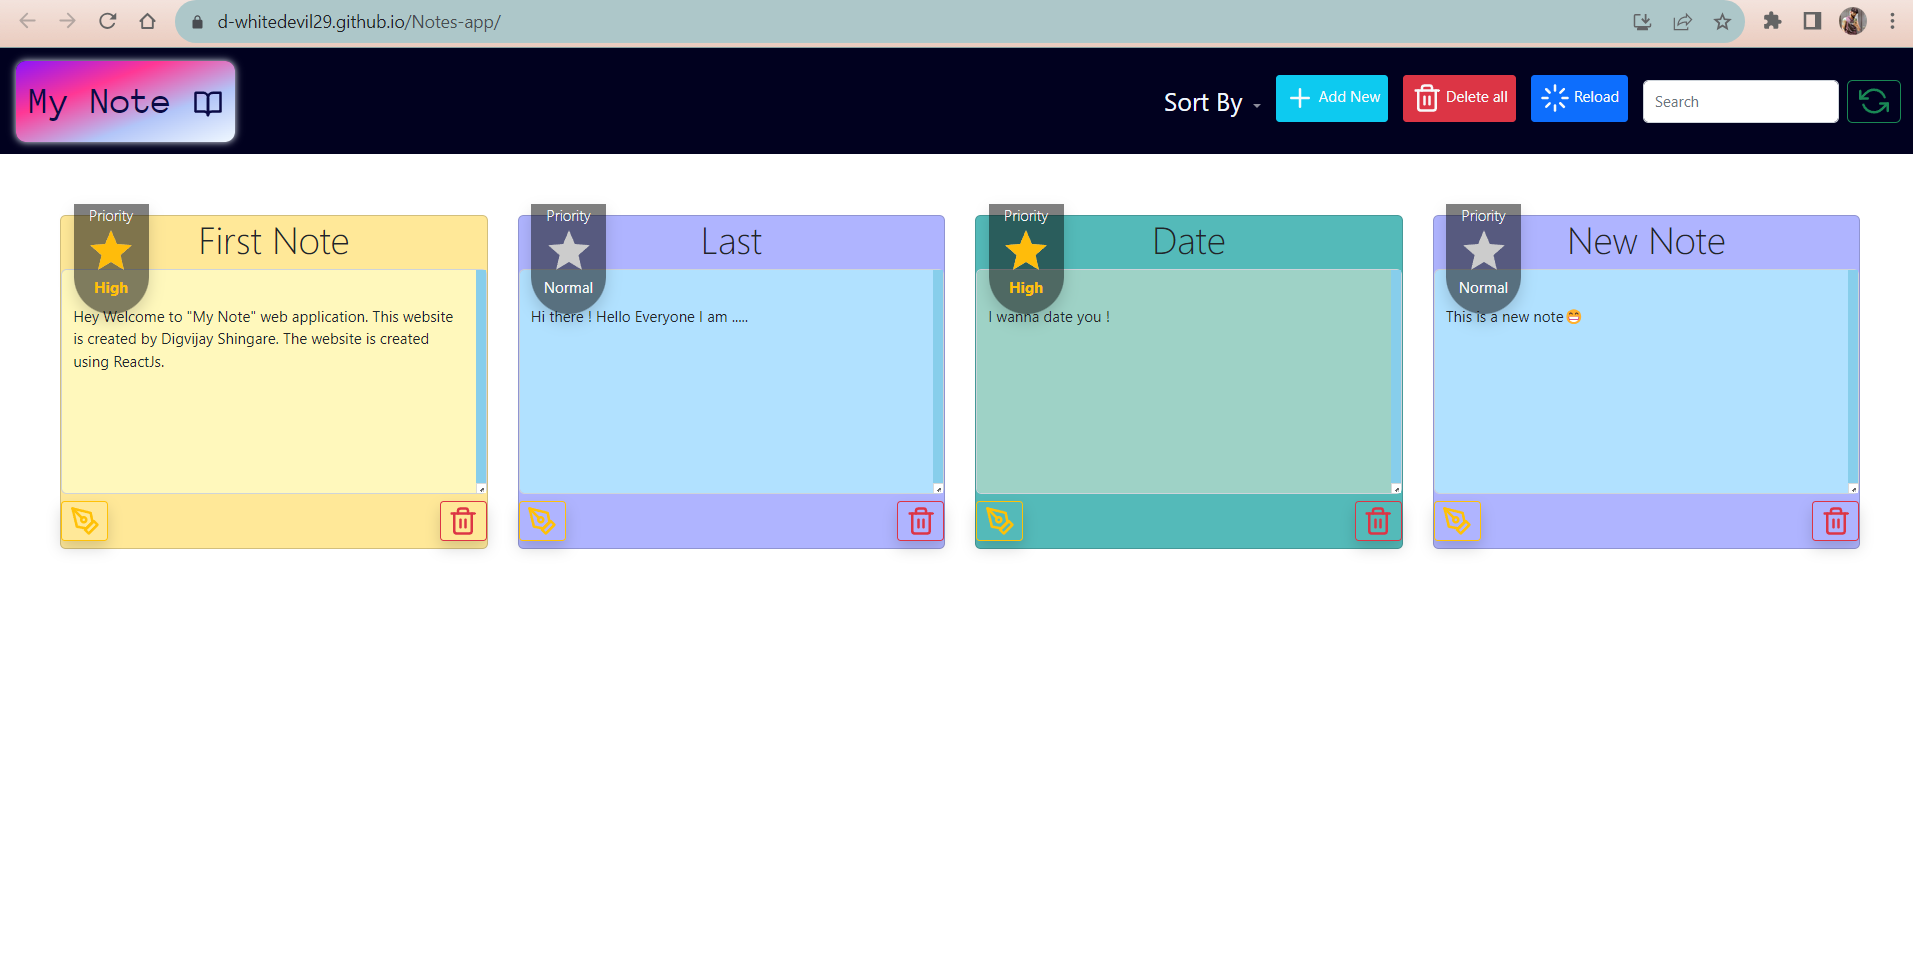 d-whitedevil29.github.io/Notes-app/
My Note
Sort By
Add New
Delete all
Reload
Search
Priority
High
First Note
Hey Welcome to "My Note" web application. This website
is created by Digvijay Shingare. The website is created
using ReactJs.
Priority
Normal
Last
Hi there ! Hello Everyone I am .....
Priority
High
Date
I wanna date you !
Priority
Normal
New Note
This is a new note😁